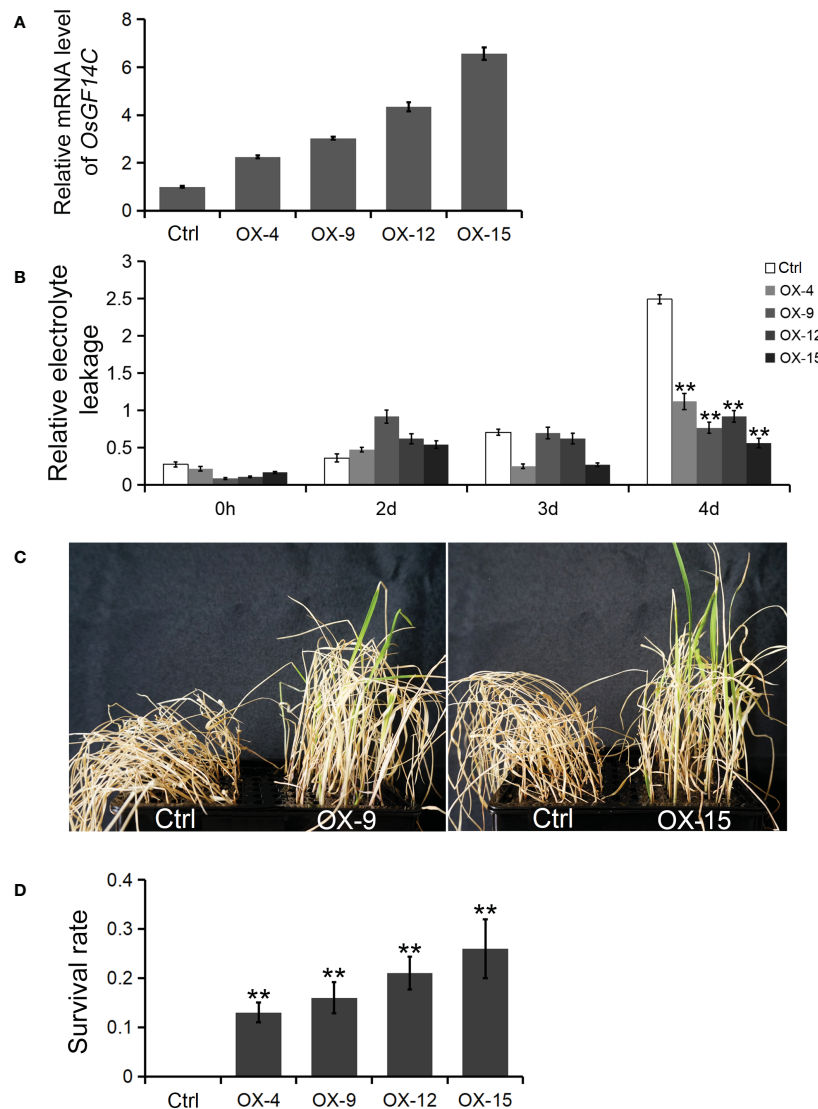 A
Relative mRNA level
of OsGF14C
8
6
4
2
0
Ctrl OX-4 OX-9 OX-12 OX-15
B
Relative electrolyte
leakage
3
2.5
2
1.5
1
0.5
0
** ** ** **
0h 2d 3d 4d
Ctrl
OX-4
OX-9
OX-12
OX-15
C
Ctrl OX-9 Ctrl OX-15
D
Survival rate
0.4
0.3
0.2
0.1
0
** ** ** **
Ctrl OX-4 OX-9 OX-12 OX-15